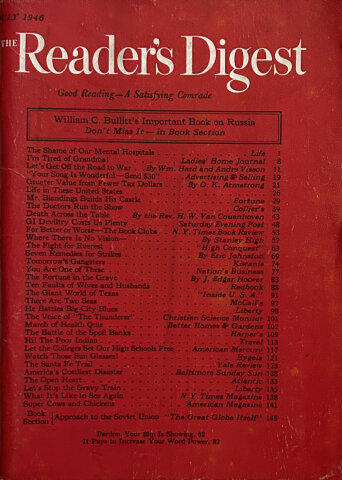 JULY 1946
THE Reader's Digest
Good Reading—A Satisfying Comrade
William C. Bullitt's Important Book on Russia
Don't Miss It — in Book Section
The Shame of Our Mental Hospitals . Life 1
I'm Tired of Grandma! . Ladies' Home Journal 8
Let's Get Off the Road to War . By Wm. Hard and Andre Visson 11
"Your Song Is Wonderful—Send $30" . Advertising & Selling 19
Greater Value from Fewer Tax Dollars . By O. K. Armstrong 21
Life in These United States . 26
Mr. Blandings Builds His Castle . Fortune 29
The Doctors Run the Show . Collier's 39
Death Across the Table . By the Rev. H. W. Van Couenhoven 43
GI Deviltry Costs Us Plenty . Saturday Evening Post 48
For Better or Worse—The Book Clubs . N.Y. Times Book Review 53
Where There Is No Vision— . By Stanley High 57
The Fight for Everest . "High Conquest" 63
Seven Remedies for Strikes . By Eric Johnston 69
Tomorrow's Gangsters . Kiwanis 74
You Are One of These . Nation's Business 77
The Fortune in the Grave . By J. Edgar Hoover 83
Ten Faults of Wives and Husbands . Redbook 88
The Giant World of Texas . "Inside U. S. A." 91
There Are Two Seas . McCall's 97
He Battles Big-City Blues . Liberty 98
The Voice of "The Thunderer" . Christian Science Monitor 101
March of Health Quiz . Better Homes & Gardens 107
The Battle of the Spoil Banks . Harper's 109
Hi! The Poor Indian . Travel 113
Let the Colleges Set Our High Schools Free . American Mercury 117
Watch Those Sun Glasses! . Hygeia 121
The Santa Fe Trail . Yale Review 123
America's Costliest Disaster . Baltimore Sunday Sun 128
The Open Heart . Atlantic 133
Let's Stop the Gravy Train . Liberty 135
What It's Like to See Again . N.Y. Times Magazine 138
Super Cows and Chickens . American Magazine 141
Book Section { Approach to the Soviet Union "The Great Globe Itself" 145
Pardon, Your Slip Is Showing, 62
It Pays to Increase Your Word Power, 82